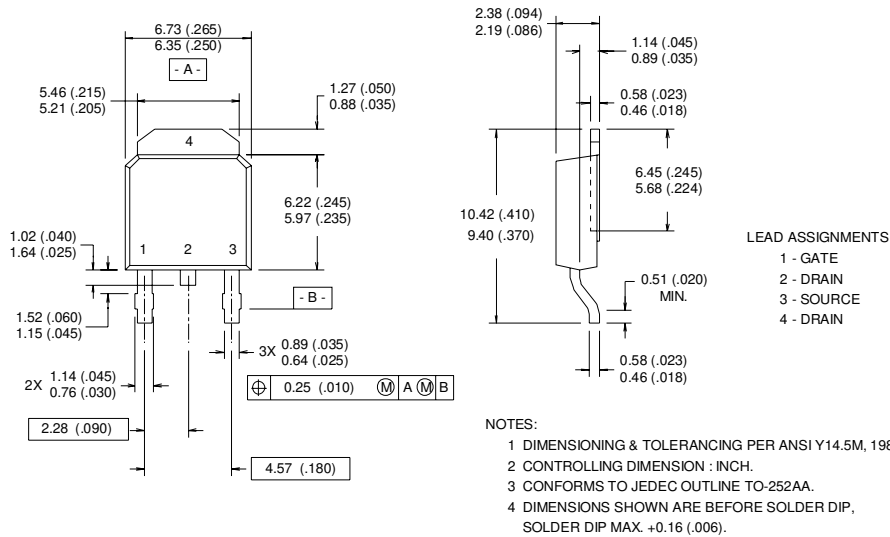 6.73 (.265)
6.35 (.250)
- A -
5.46 (.215)
5.21 (.205)
1.27 (.050)
0.88 (.035)
4
6.22 (.245)
5.97 (.235)
1.02 (.040)
1.64 (.025)
1 2 3
- B -
1.52 (.060)
1.15 (.045)
3X 0.89 (.035)
0.64 (.025)
2X 1.14 (.045)
0.76 (.030)
⌖ 0.25 (.010) Ⓜ A Ⓜ B
2.28 (.090)
4.57 (.180)
2.38 (.094)
2.19 (.086)
1.14 (.045)
0.89 (.035)
0.58 (.023)
0.46 (.018)
6.45 (.245)
5.68 (.224)
10.42 (.410)
9.40 (.370)
0.51 (.020)
MIN.
0.58 (.023)
0.46 (.018)
LEAD ASSIGNMENTS
1 - GATE
2 - DRAIN
3 - SOURCE
4 - DRAIN
NOTES:
1 DIMENSIONING & TOLERANCING PER ANSI Y14.5M, 198
2 CONTROLLING DIMENSION : INCH.
3 CONFORMS TO JEDEC OUTLINE TO-252AA.
4 DIMENSIONS SHOWN ARE BEFORE SOLDER DIP,
SOLDER DIP MAX. +0.16 (.006).